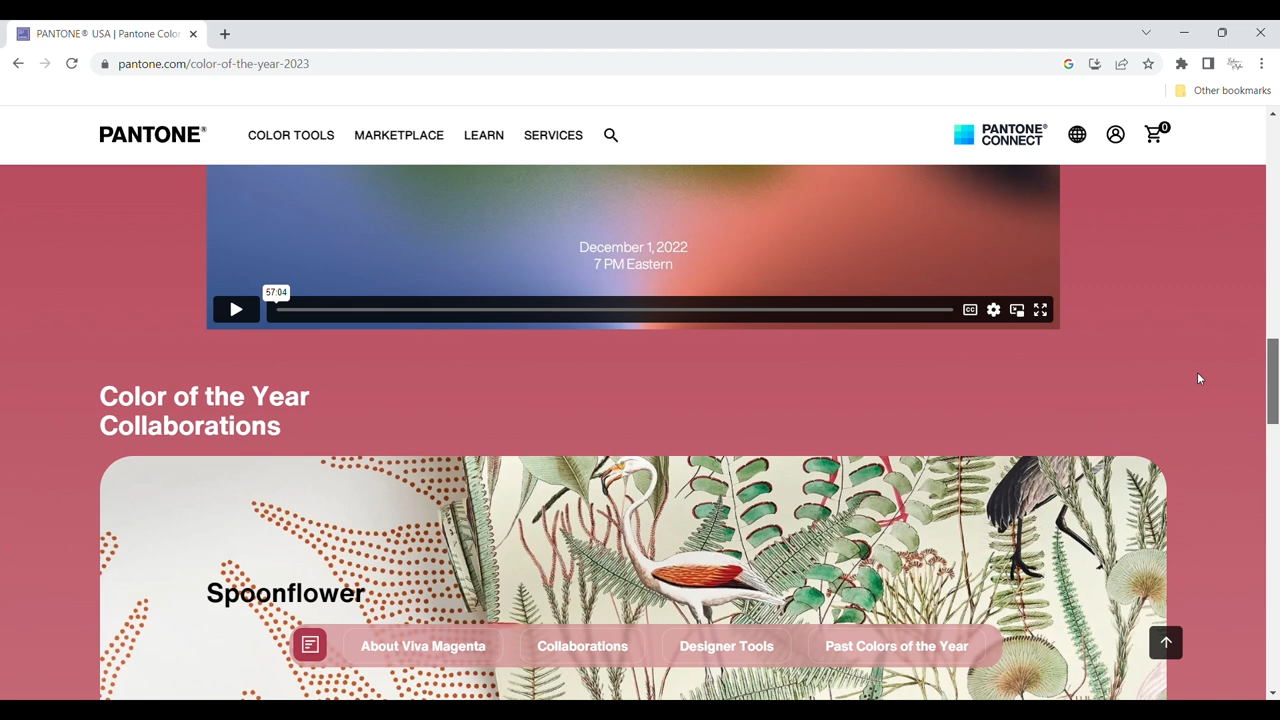 PANTONE® USA | Pantone Color
pantone.com/color-of-the-year-2023
Other bookmarks
PANTONE®
COLOR TOOLS
MARKETPLACE
LEARN
SERVICES
PANTONE®
CONNECT
0
December 1, 2022
7 PM Eastern
57:04
CC
Color of the Year
Collaborations
Spoonflower
About Viva Magenta
Collaborations
Designer Tools
Past Colors of the Year